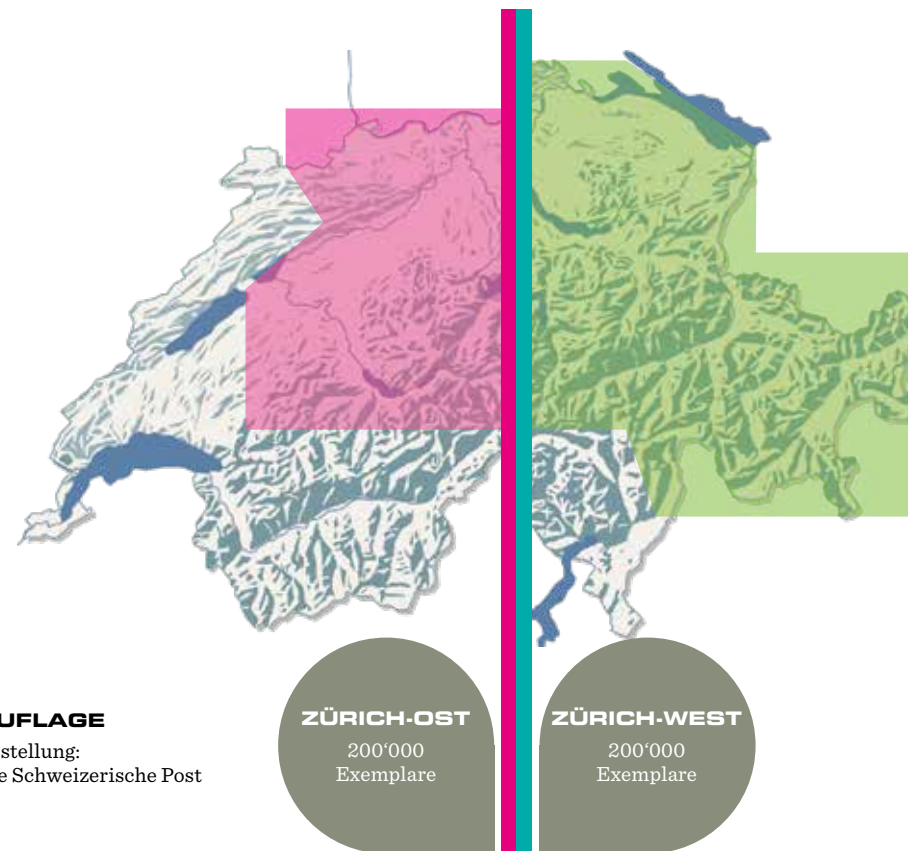 UFLAGE
stellung:
e Schweizerische Post
ZÜRICH-OST
200‘000
Exemplare
ZÜRICH-WEST
200‘000
Exemplare